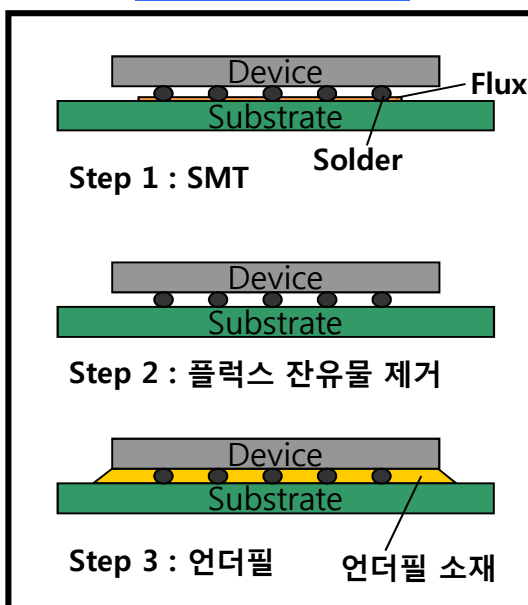 Device
Flux
Substrate
Solder
Step 1 : SMT
Device
Substrate
Step 2 : 플럭스 잔유물 제거
Device
Substrate
Step 3 : 언더필
언더필 소재